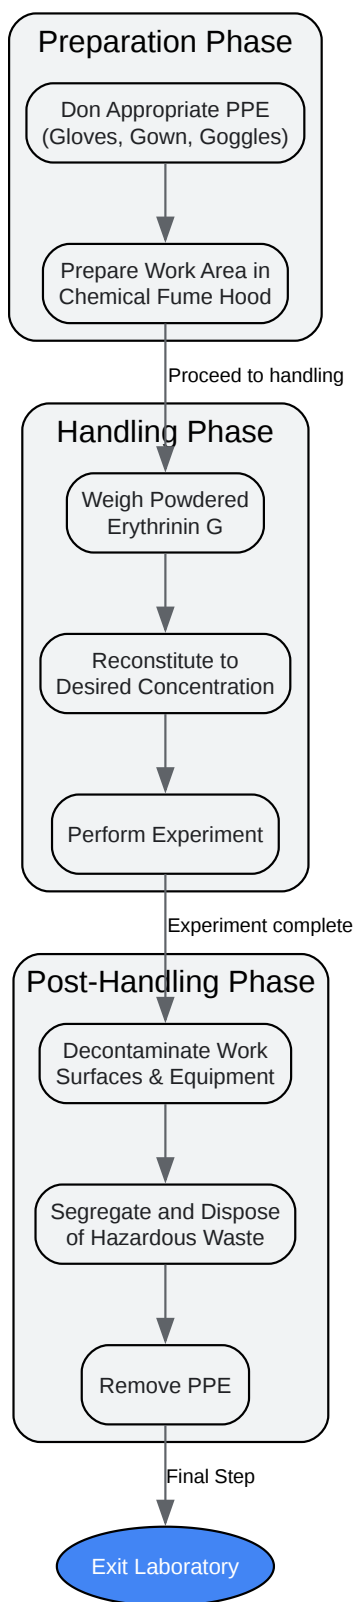 Preparation Phase
Don Appropriate PPE
(Gloves, Gown, Goggles)
Prepare Work Area in
Chemical Fume Hood
Proceed to handling
Handling Phase
Weigh Powdered
Erythrinin G
Reconstitute to
Desired Concentration
Perform Experiment
Experiment complete
Post-Handling Phase
Decontaminate Work
Surfaces & Equipment
Segregate and Dispose
of Hazardous Waste
Remove PPE
Final Step
Exit Laboratory